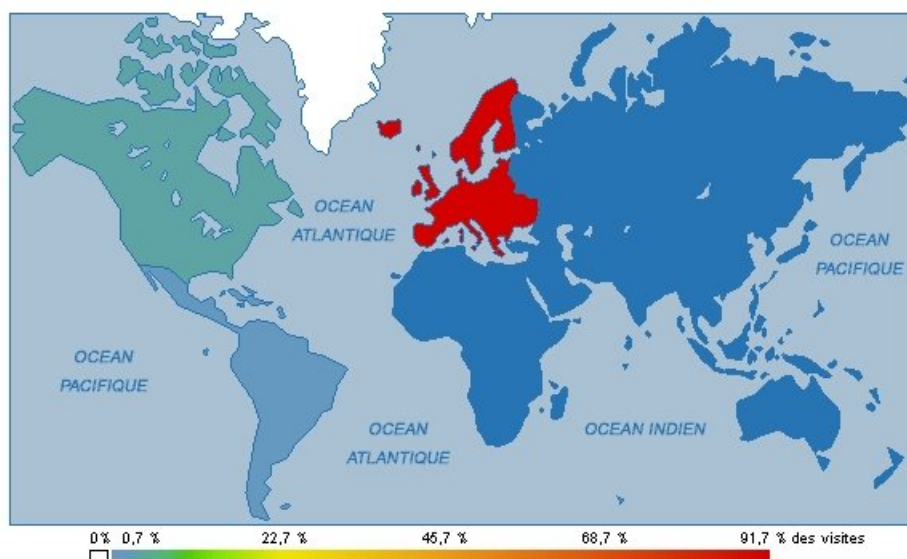 OCEAN
ATLANTIQUE
OCEAN
PACIFIQUE
OCEAN
PACIFIQUE
OCEAN
ATLANTIQUE
OCEAN INDIEN
0% 0,7 % 22,7 % 45,7 % 68,7 % 91,7 % des visites